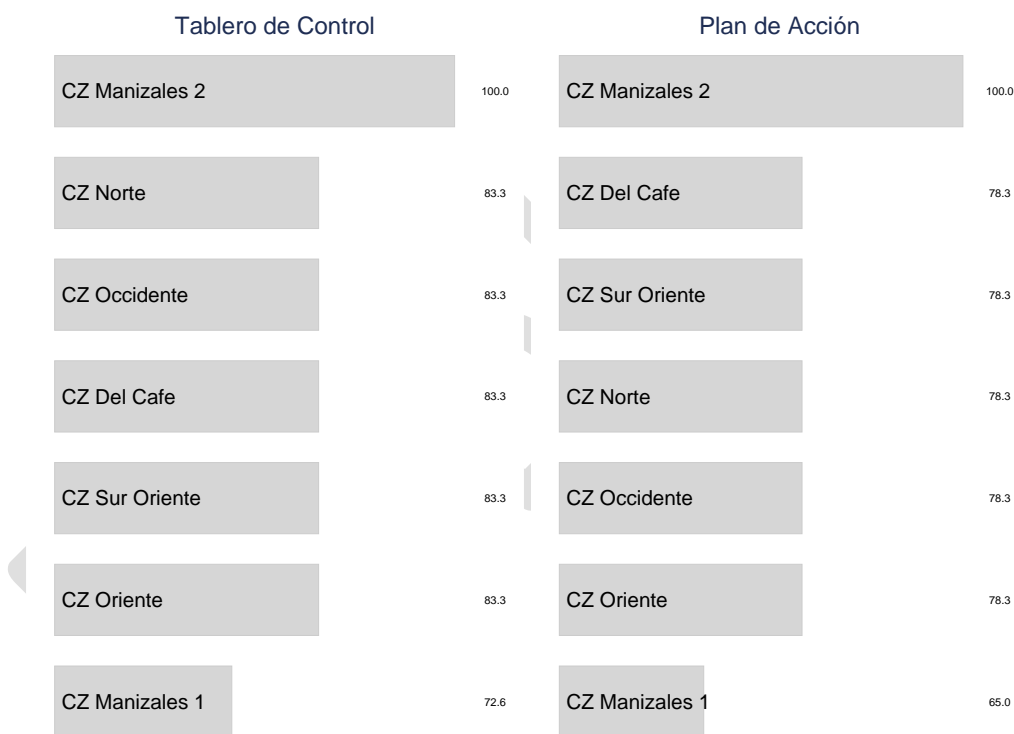 Tablero de Control
CZ Manizales 2 100.0
CZ Norte 83.3
CZ Occidente 83.3
CZ Del Cafe 83.3
CZ Sur Oriente 83.3
CZ Oriente 83.3
CZ Manizales 1 72.6
Plan de Acción
CZ Manizales 2 100.0
CZ Del Cafe 78.3
CZ Sur Oriente 78.3
CZ Norte 78.3
CZ Occidente 78.3
CZ Oriente 78.3
CZ Manizales 1 65.0